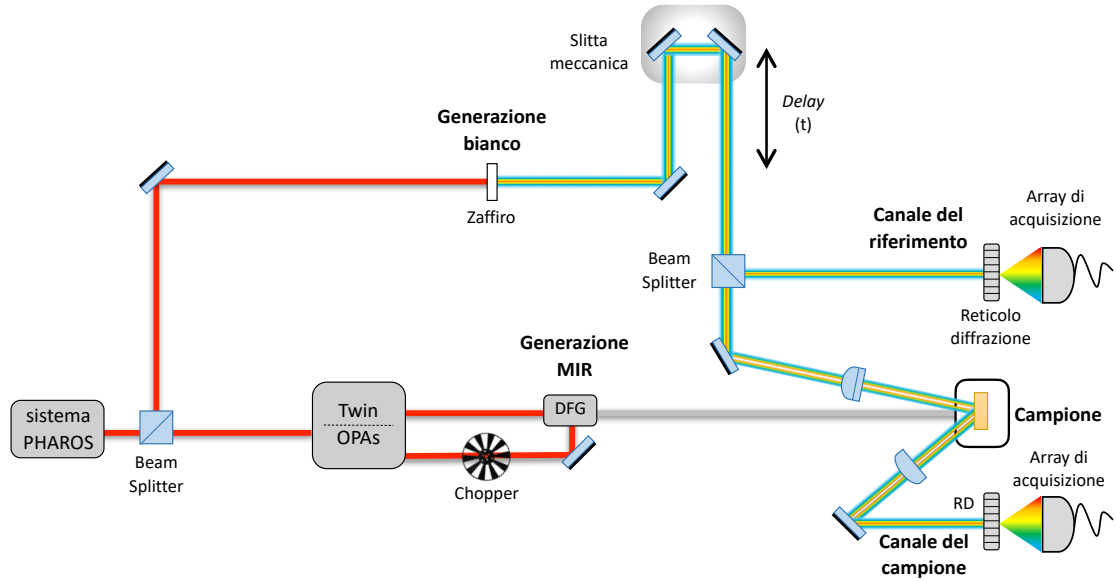 Slitta
meccanica
Delay
(t)
Generazione
bianco
Zaffiro
Canale del
riferimento
Array di
acquisizione
Beam
Splitter
Reticolo
diffrazione
Generazione
MIR
sistema
PHAROS
Beam
Splitter
Twin
OPAs
DFG
Chopper
Campione
Array di
acquisizione
RD
Canale del
campione